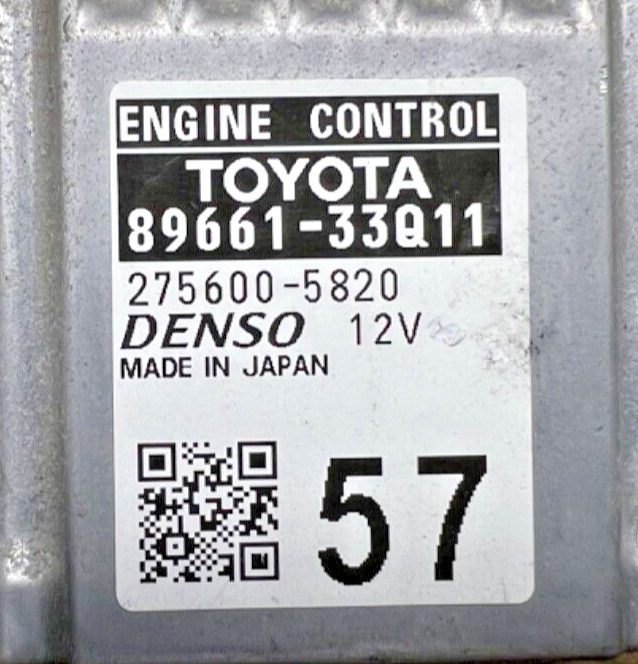 ENGINE CONTROL
TOYOTA
89661-33Q11
275600-5820
DENSO 12V
MADE IN JAPAN
57